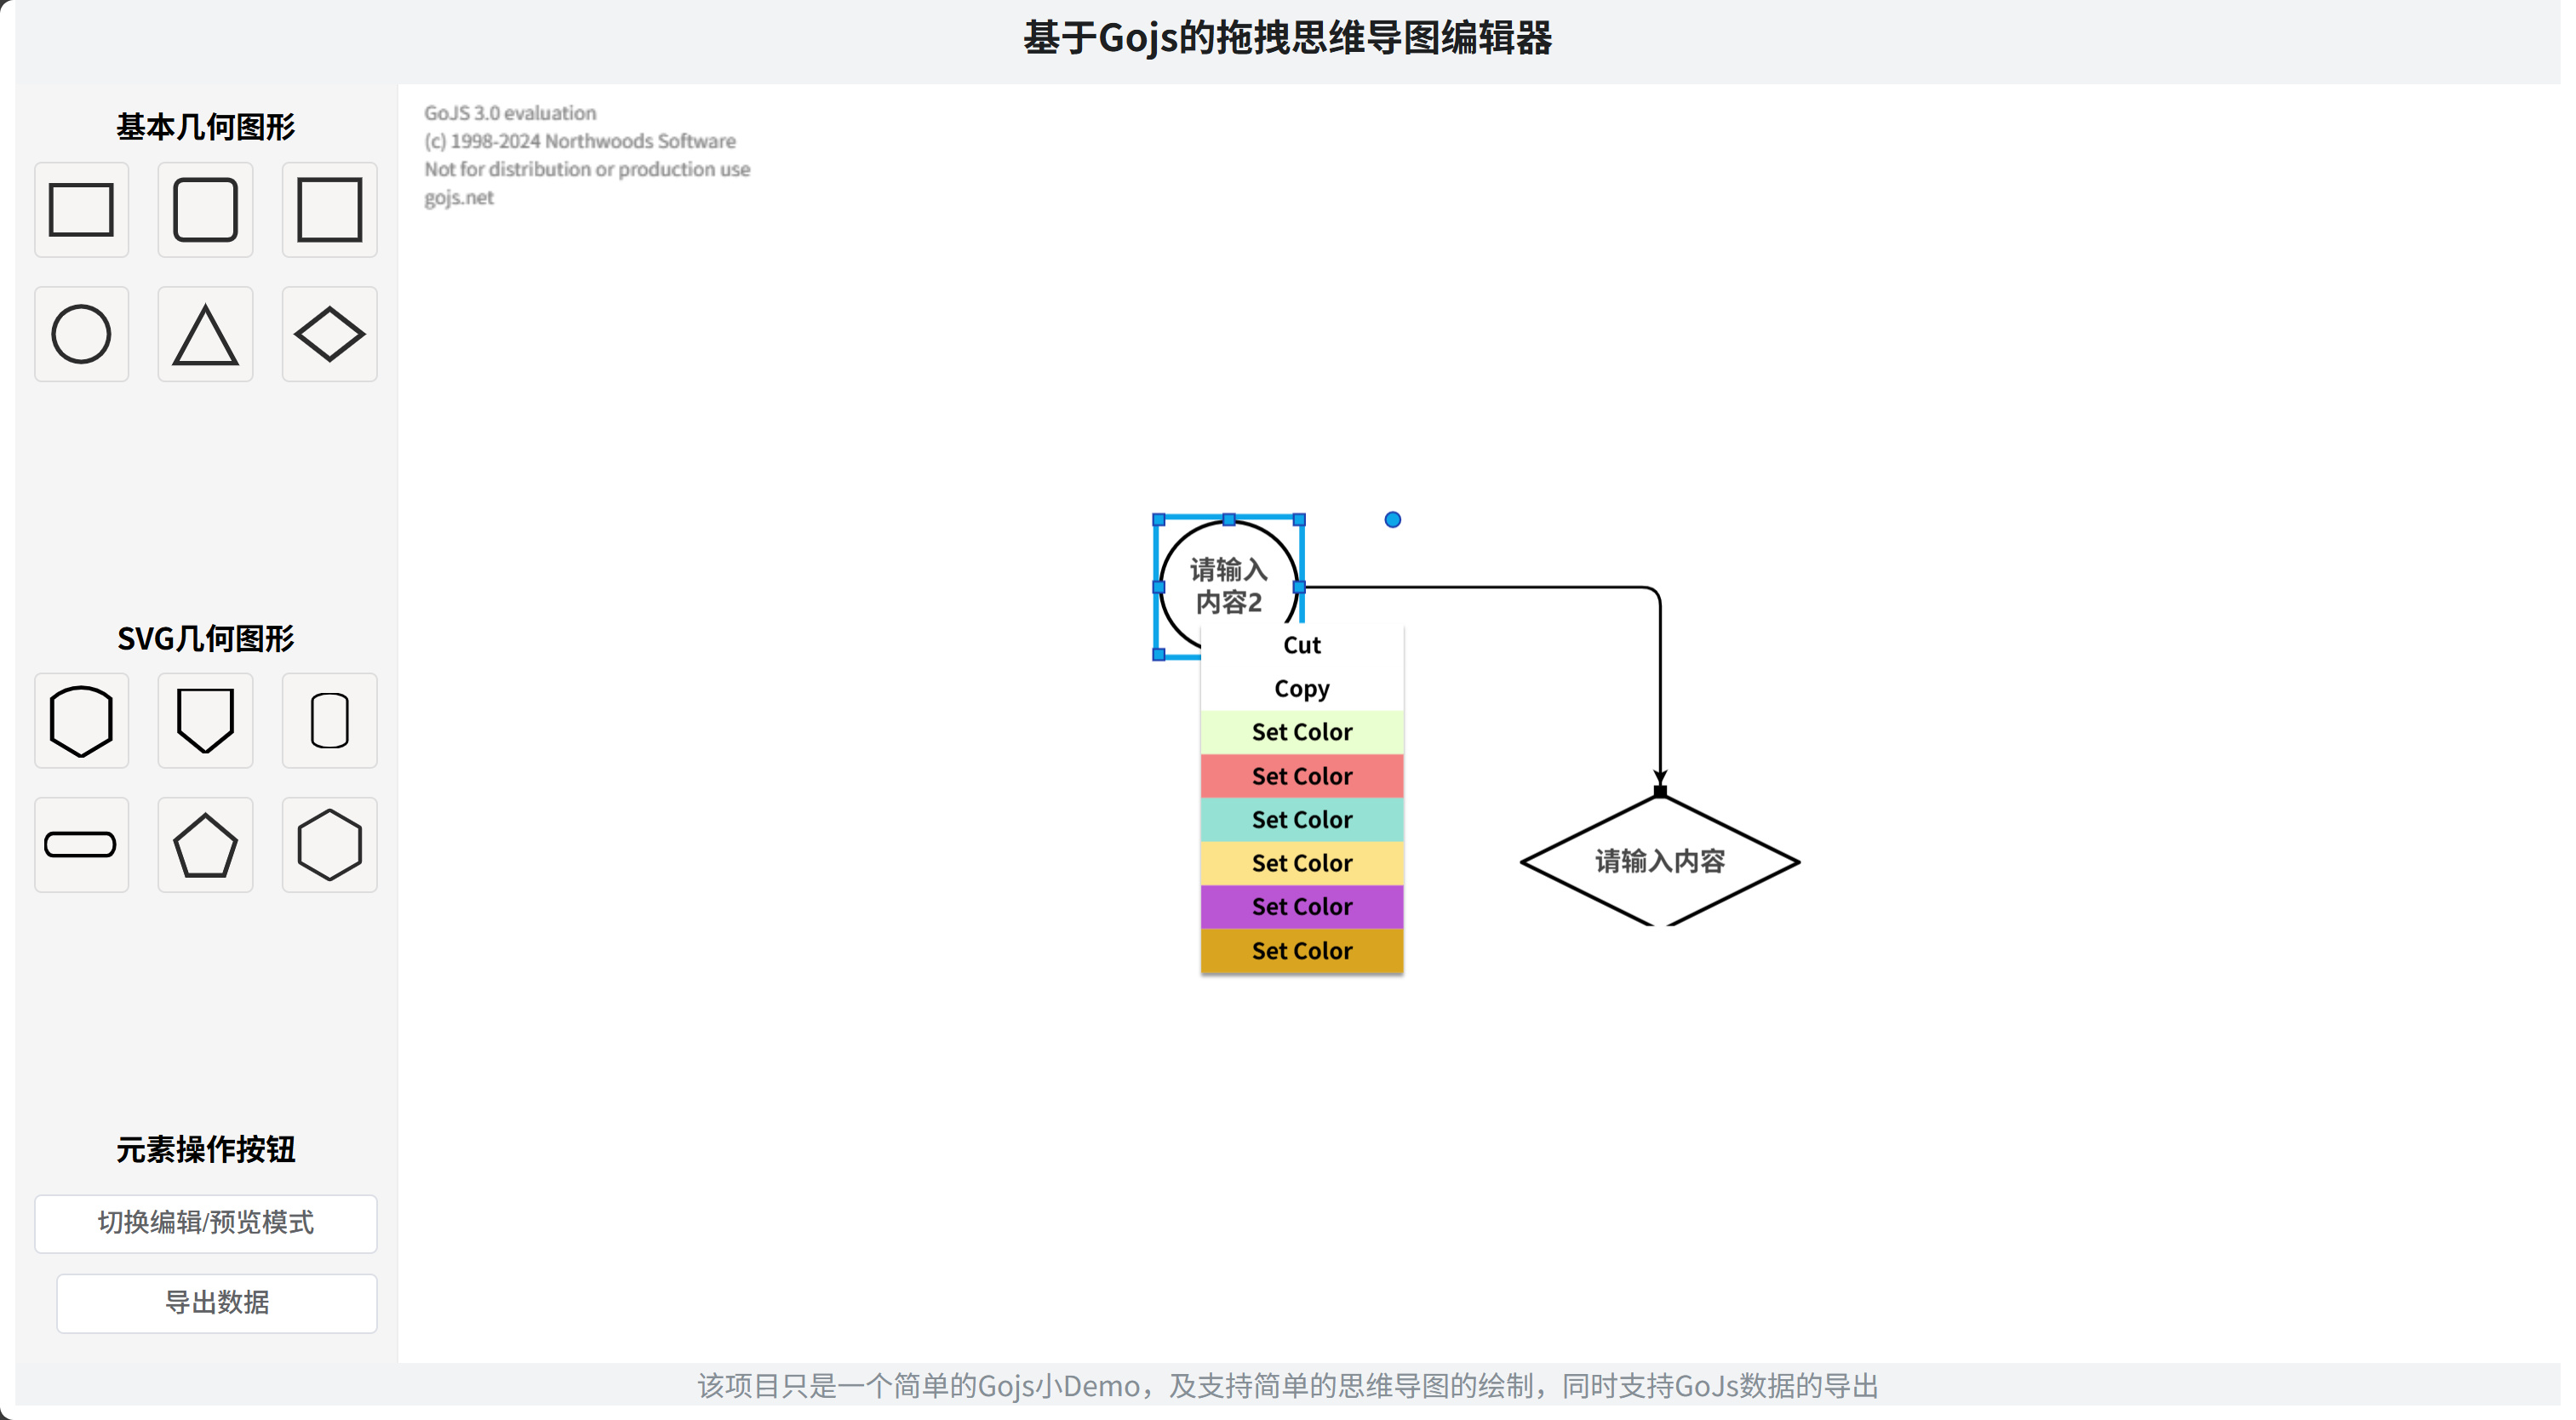 基于Gojs的拖拽思维导图编辑器
基本几何图形
GoJS 3.0 evaluation
(c) 1998-2024 Northwoods Software
Not for distribution or production use
gojs.net
请输入
内容2
Cut
Copy
Set Color
Set Color
Set Color
Set Color
Set Color
Set Color
请输入内容
SVG几何图形
元素操作按钮
切换编辑/预览模式
导出数据
该项目只是一个简单的Gojs小Demo，及支持简单的思维导图的绘制，同时支持GoJs数据的导出